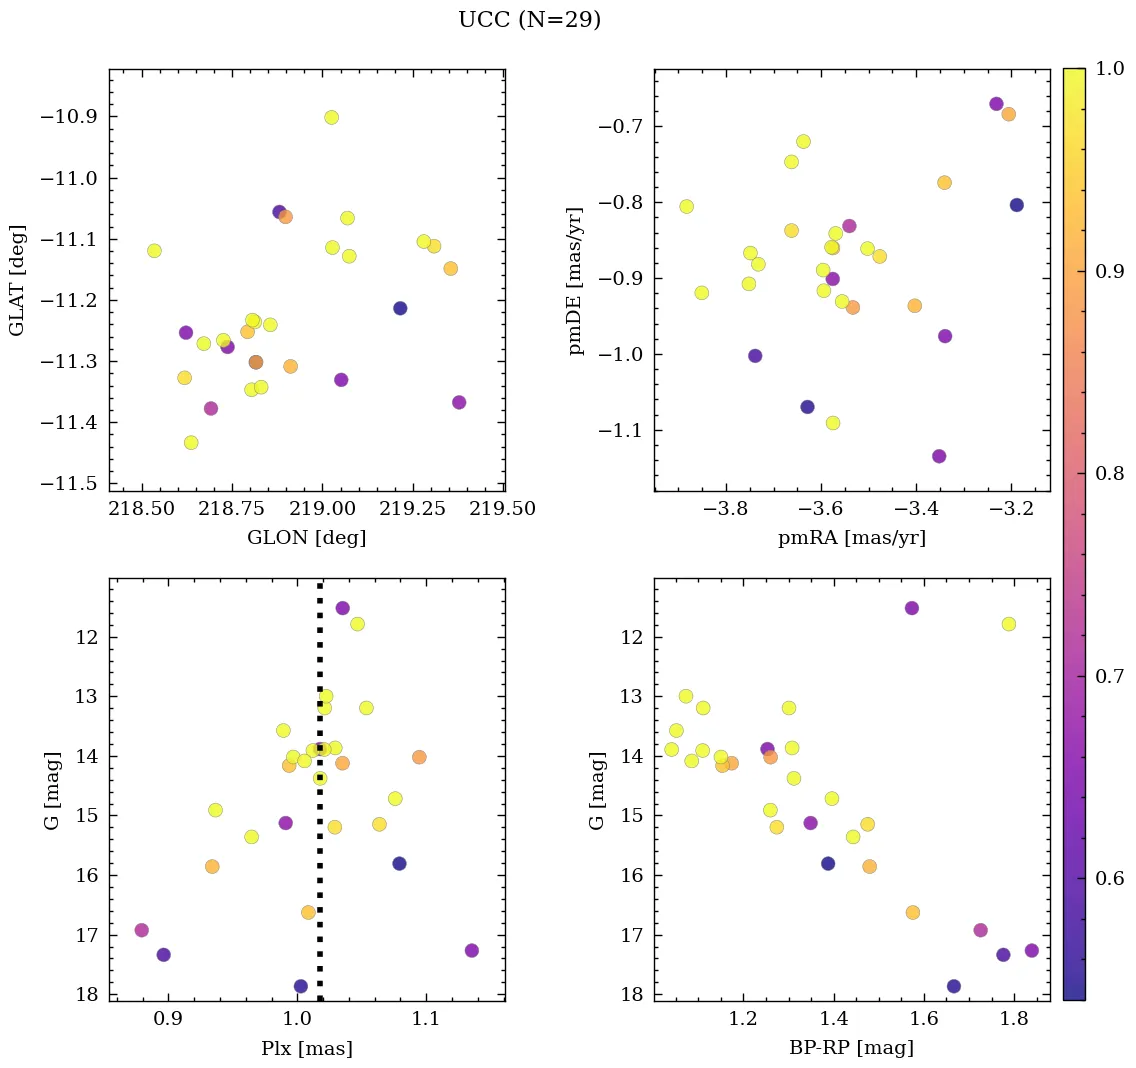 UCC (N=29)
−10.9
−11.0
−11.1
−11.2
−11.3
−11.4
−11.5
GLAT [deg]
218.50 218.75 219.00 219.25 219.50
GLON [deg]
−0.7
−0.8
−0.9
−1.0
−1.1
pmDE [mas/yr]
−3.8 −3.6 −3.4 −3.2
pmRA [mas/yr]
12
13
14
15
16
17
18
G [mag]
0.9 1.0 1.1
Plx [mas]
12
13
14
15
16
17
18
G [mag]
1.2 1.4 1.6 1.8
BP-RP [mag]
1.0
0.9
0.8
0.7
0.6